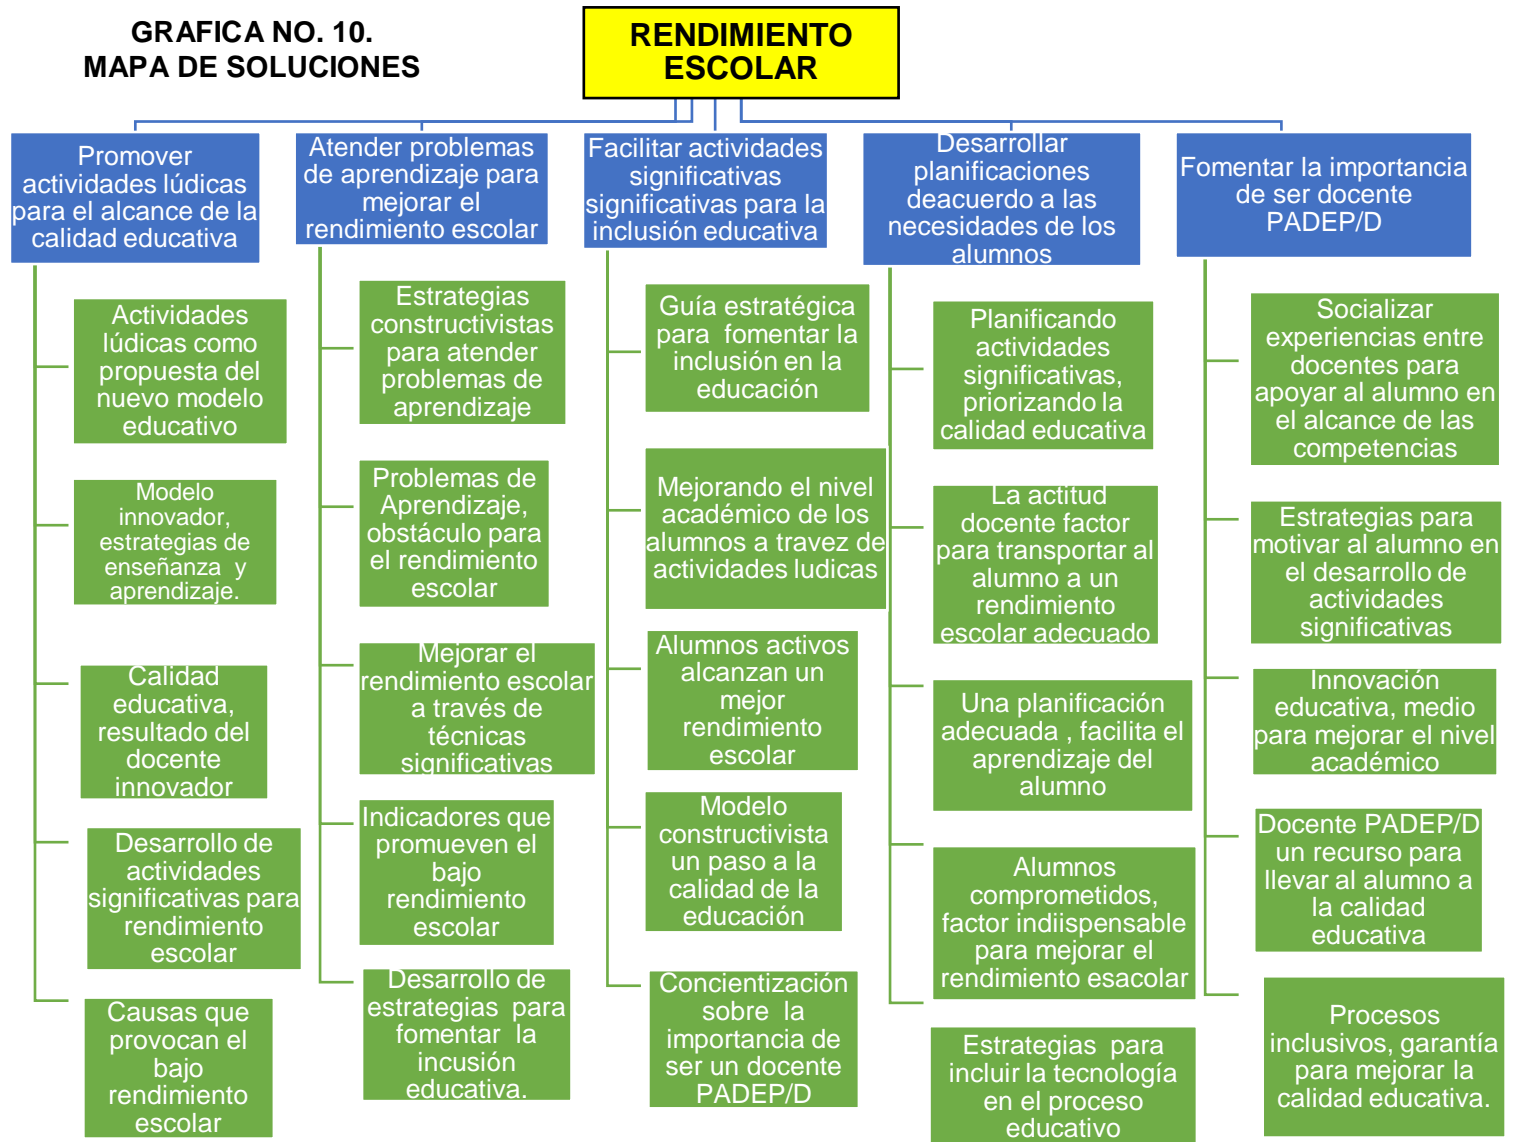 GRAFICA NO. 10.
MAPA DE SOLUCIONES
RENDIMIENTO
ESCOLAR
Promover
actividades lúdicas
para el alcance de la
calidad educativa
Actividades
lúdicas como
propuesta del
nuevo modelo
educativo
Modelo
innovador,
estrategias de
enseñanza y
aprendizaje.
Calidad
educativa,
resultado del
docente
innovador
Desarrollo de
actividades
significativas para
rendimiento
escolar
Causas que
provocan el
bajo
rendimiento
escolar
Atender problemas
de aprendizaje para
mejorar el
rendimiento escolar
Estrategias
constructivistas
para atender
problemas de
aprendizaje
Problemas de
Aprendizaje,
obstáculo para
el rendimiento
escolar
Mejorar el
rendimiento escolar
a través de
técnicas
significativas
Indicadores que
promueven el
bajo
rendimiento
escolar
Desarrollo de
estrategias para
fomentar la
incusión
educativa.
Facilitar actividades
significativas
significativas para la
inclusión educativa
Guía estratégica
para fomentar la
inclusión en la
educación
Mejorando el nivel
académico de los
alumnos a travez de
actividades ludicas
Alumnos activos
alcanzan un
mejor
rendimiento
escolar
Modelo
constructivista
un paso a la
calidad de la
educación
Concientización
sobre la
importancia de
ser un docente
PADEP/D
Desarrollar
planificaciones
deacuerdo a las
necesidades de los
alumnos
Planificando
actividades
significativas,
priorizando la
calidad educativa
La actitud
docente factor
para transportar al
alumno a un
rendimiento
escolar adecuado
Una planificación
adecuada , facilita el
aprendizaje del
alumno
Alumnos
comprometidos,
factor indiispensable
para mejorar el
rendimiento esacolar
Estrategias para
incluir la tecnología
en el proceso
educativo
Fomentar la importancia
de ser docente
PADEP/D
Socializar
experiencias entre
docentes para
apoyar al alumno en
el alcance de las
competencias
Estrategias para
motivar al alumno en
el desarrollo de
actividades
significativas
Innovación
educativa, medio
para mejorar el nivel
académico
Docente PADEP/D
un recurso para
llevar al alumno a
la calidad
educativa
Procesos
inclusivos, garantía
para mejorar la
calidad educativa.